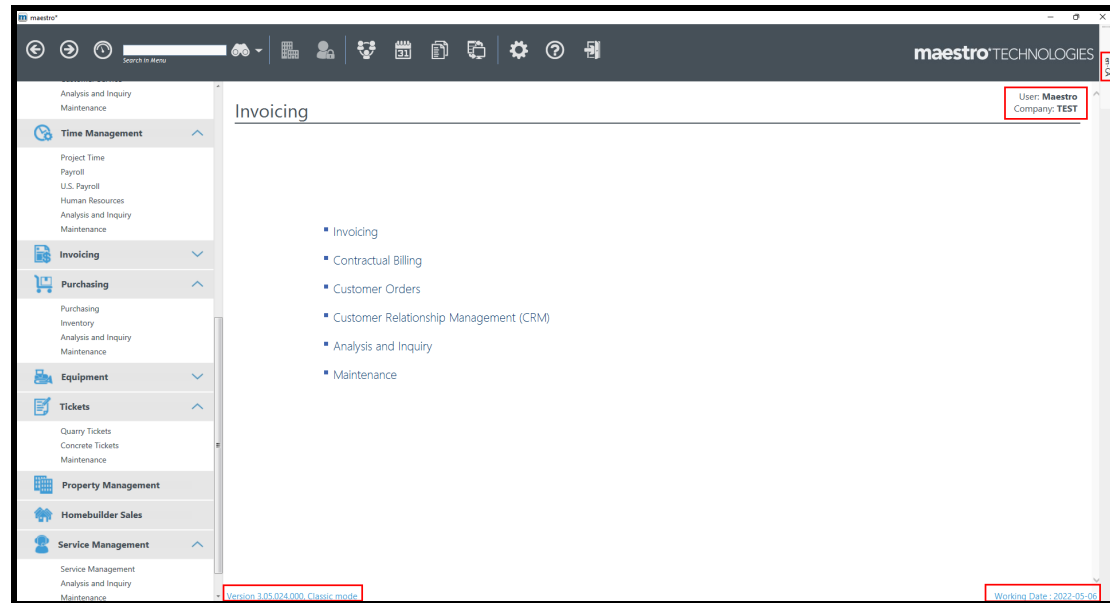 maestro*
Search in Menu
31
maestro*TECHNOLOGIES
Analysis and Inquiry
Maintenance
Time Management
Project Time
Payroll
U.S. Payroll
Human Resources
Analysis and Inquiry
Maintenance
Invoicing
Purchasing
Purchasing
Inventory
Analysis and Inquiry
Maintenance
Equipment
Tickets
Quarry Tickets
Concrete Tickets
Maintenance
Property Management
Homebuilder Sales
Service Management
Service Management
Analysis and Inquiry
Maintenance
Invoicing
User: Maestro
Company: TEST
Invoicing
Contractual Billing
Customer Orders
Customer Relationship Management (CRM)
Analysis and Inquiry
Maintenance
Version 3.05.024.000, Classic mode
Working Date : 2022-05-06